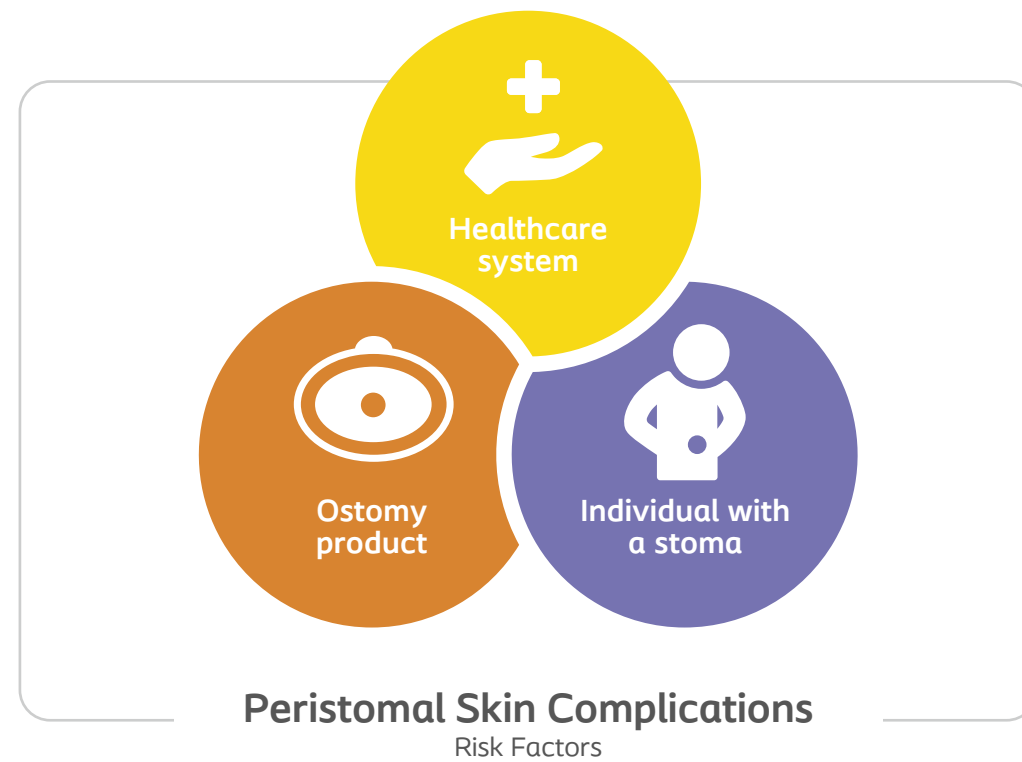 Healthcare
system
Ostomy
product
Individual with
a stoma
Peristomal Skin Complications
Risk Factors